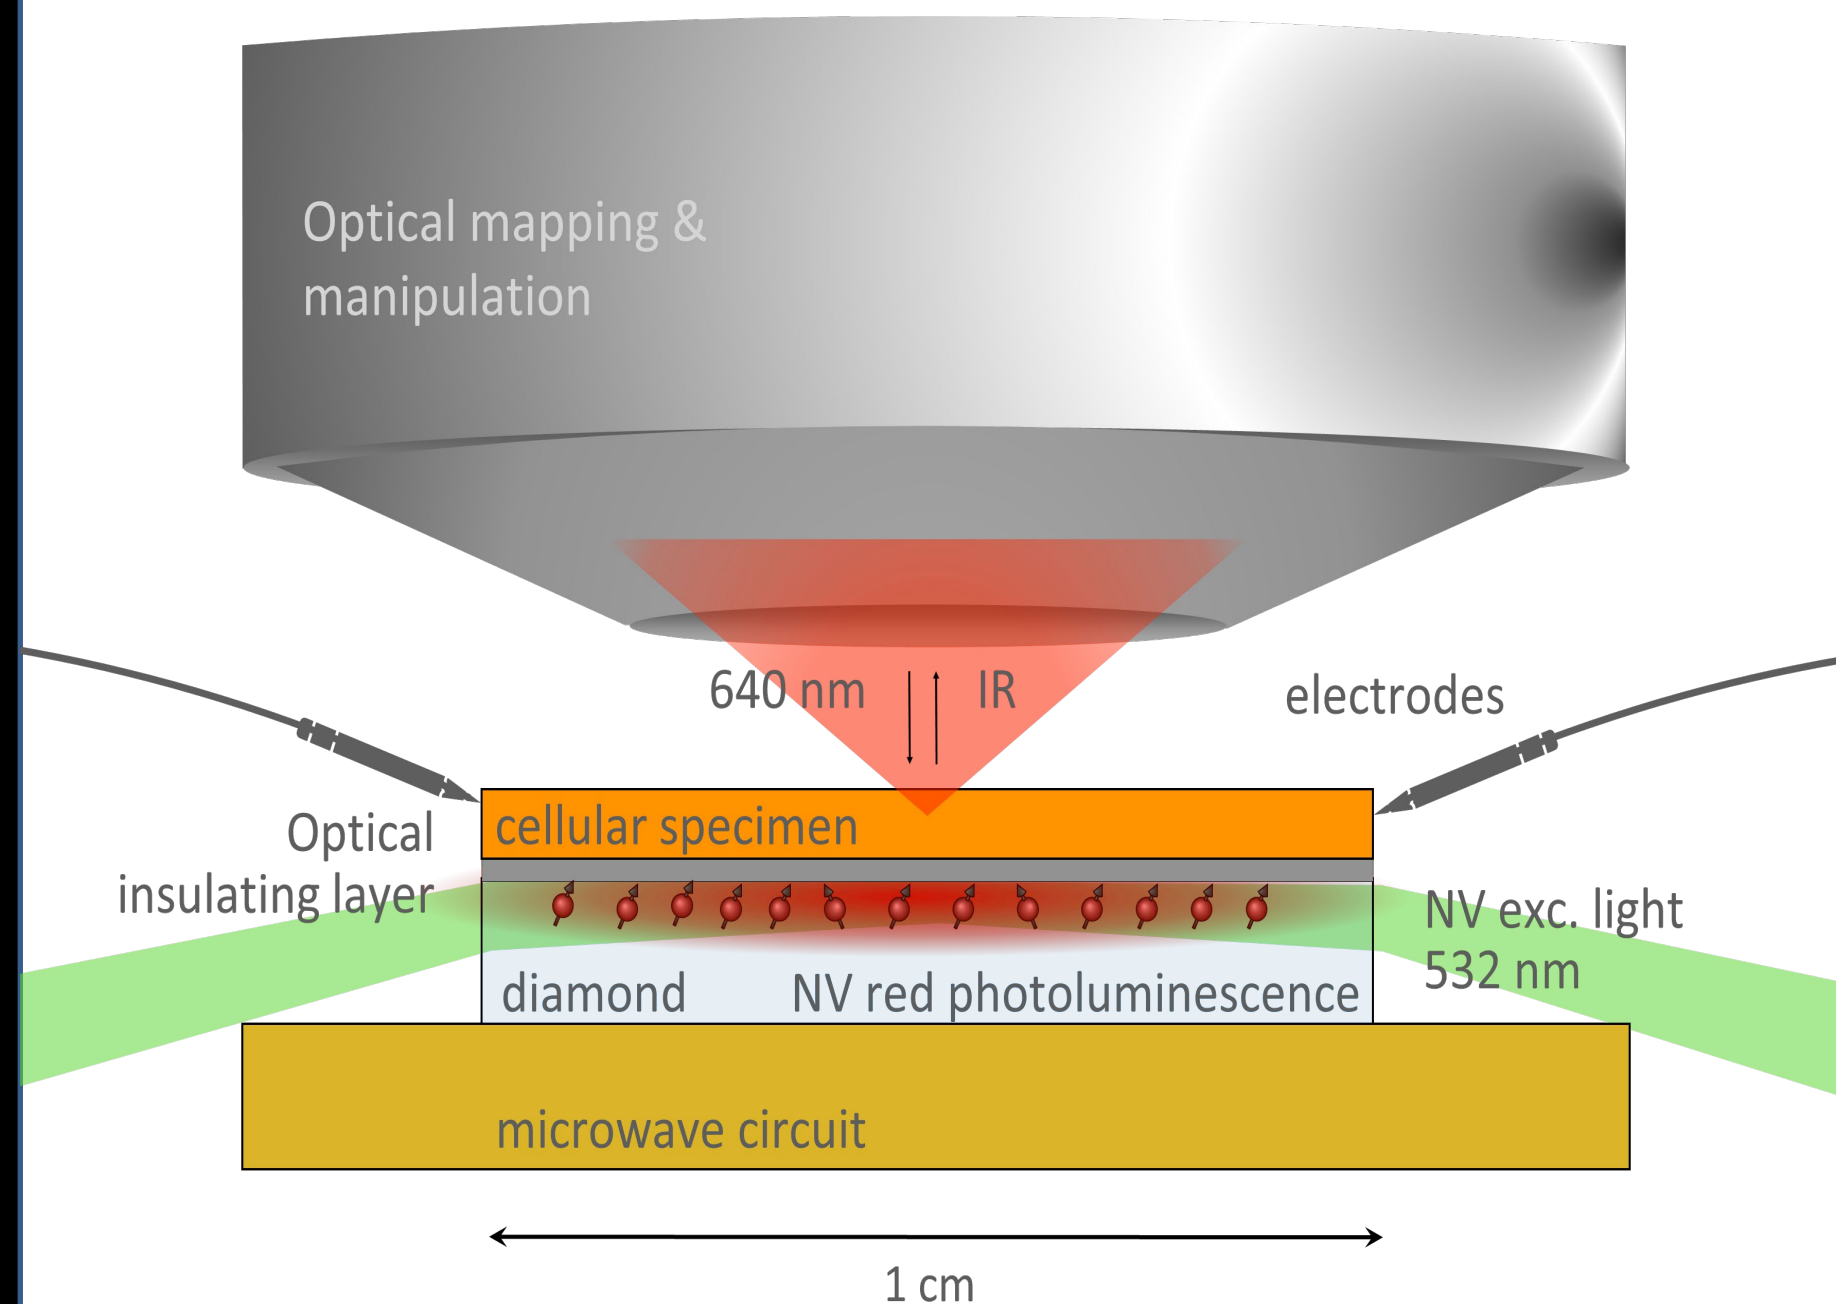 Optical mapping &
manipulation
640 nm
IR
electrodes
Optical
insulating layer
cellular specimen
NV exc. light
532 nm
diamond
NV red photoluminescence
microwave circuit
1 cm